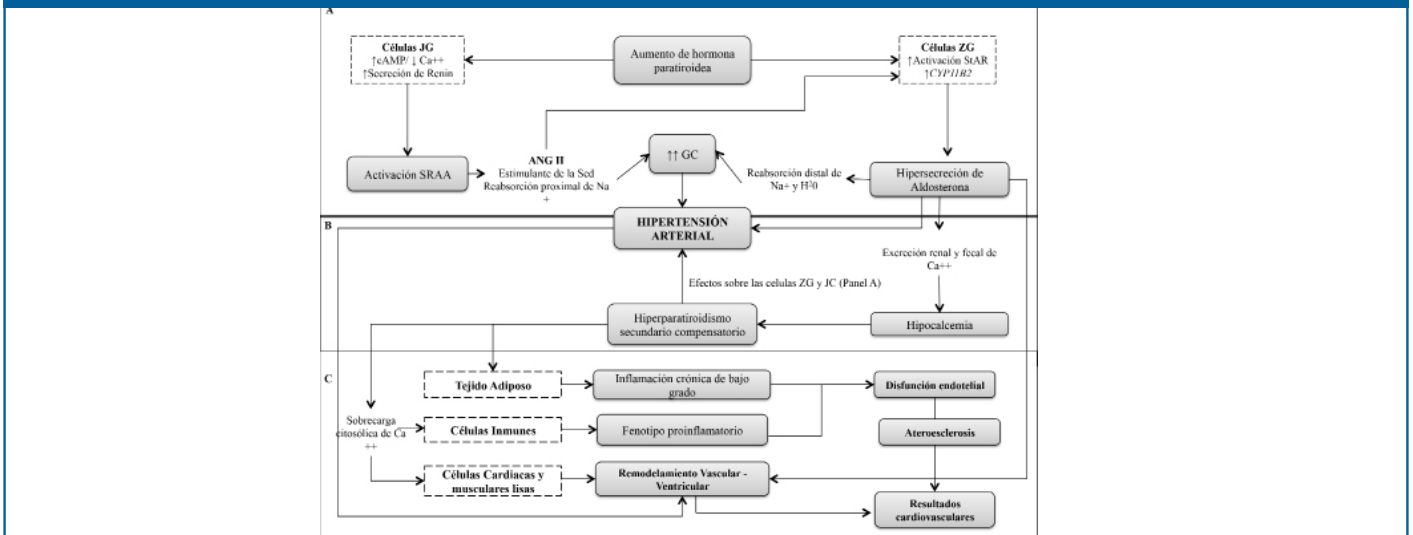 A
Células JG
↑cAMP/ ↓ Ca++
↑Secreción de Renin
Aumento de hormona
paratiroidea
Células ZG
↑Activación StAR
↑CYP11B2
Activación SRAA
ANG II
Estimulante de la Sed
Reabsorción proximal de Na
+
↑↑ GC
Reabsorción distal de
Na+ y H²0
Hipersecreción de
Aldosterona
B
HIPERTENSIÓN
ARTERIAL
Excreción renal y fecal de
Ca++
Efectos sobre las celulas ZG y JC (Panel A)
Hiperparatiroidismo
secundario compensatorio
Hipocalcemia
C
Tejido Adiposo
Inflamación crónica de bajo
grado
Disfunción endotelial
Sobrecarga
citosólica de Ca
++
Células Inmunes
Fenotipo proinflamatorio
Ateroesclerosis
Células Cardiacas y
musculares lisas
Remodelamiento Vascular -
Ventricular
Resultados
cardiovasculares